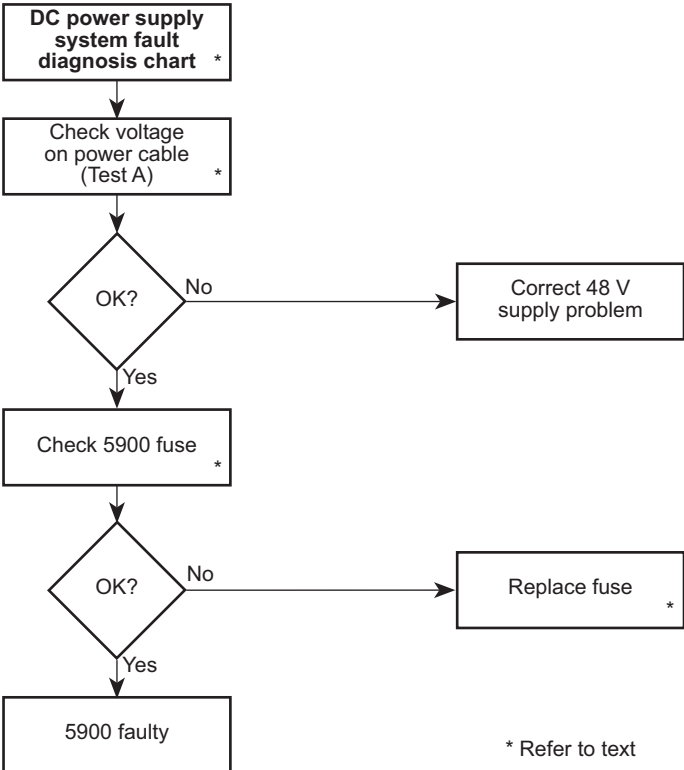 DC power supply
system fault
diagnosis chart *
Check voltage
on power cable
(Test A) *
OK?
No
Correct 48 V
supply problem
Yes
Check 5900 fuse
*
OK?
No
Replace fuse
*
Yes
5900 faulty
* Refer to text